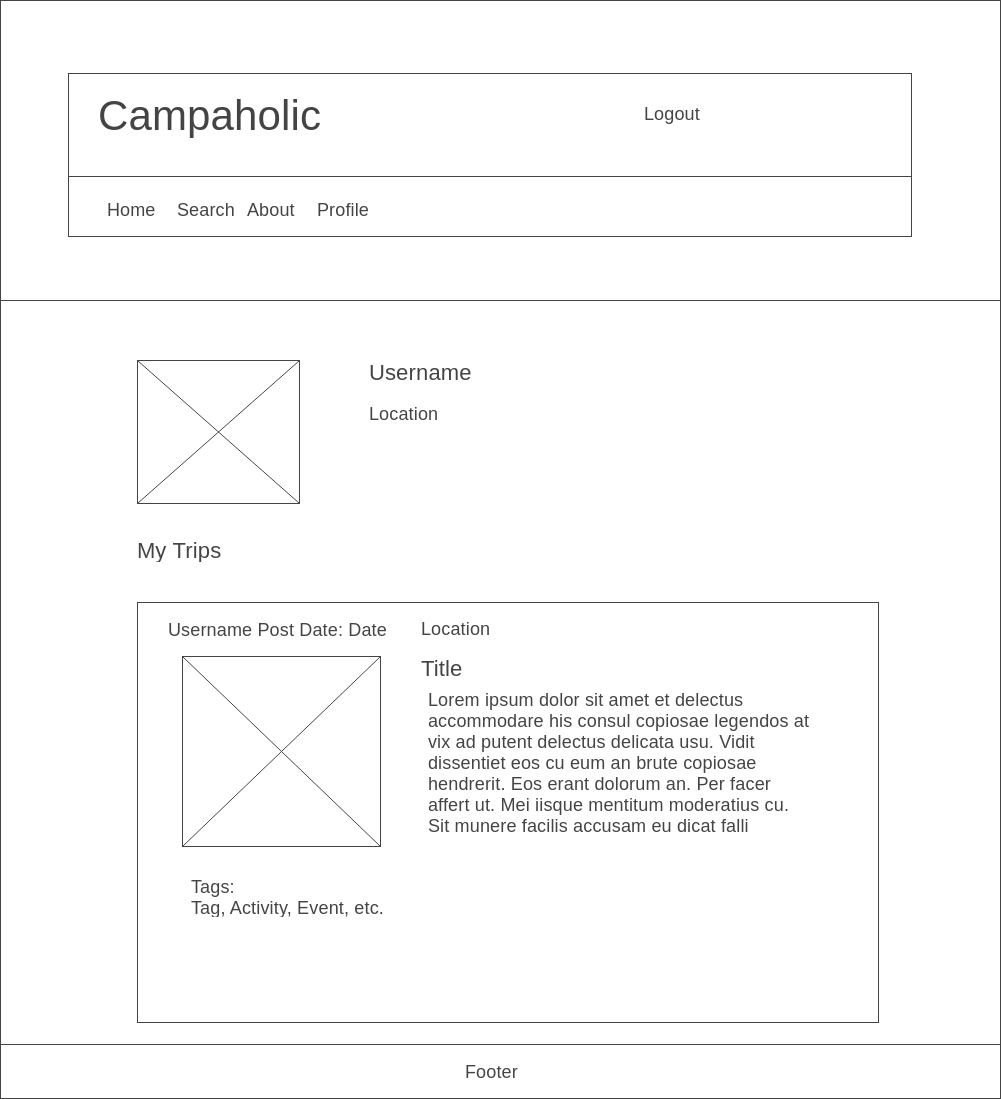 Campaholic
Logout
Home Search About Profile
Username
Location
My Trips
Username Post Date: Date
Location
Title
Lorem ipsum dolor sit amet et delectus
accommodare his consul copiosae legendos at
vix ad putent delectus delicata usu. Vidit
dissentiet eos cu eum an brute copiosae
hendrerit. Eos erant dolorum an. Per facer
affert ut. Mei iisque mentitum moderatius cu.
Sit munere facilis accusam eu dicat falli
Tags:
Tag, Activity, Event, etc.
Footer